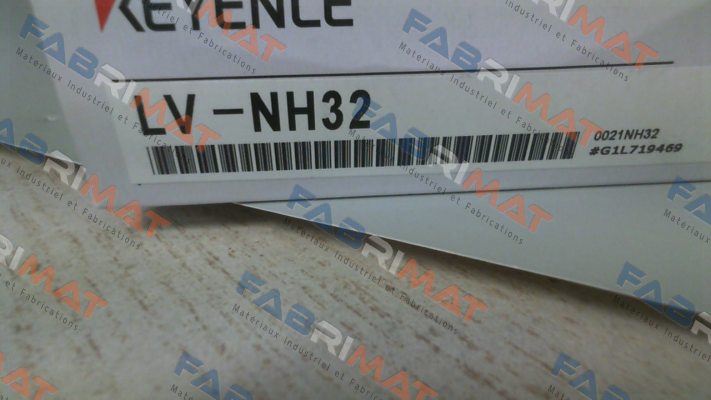 KEYENCE
LV-NH32
0021NH32
#G1L719469
FABRIMAT
Materiaux Industriel et Fabrications